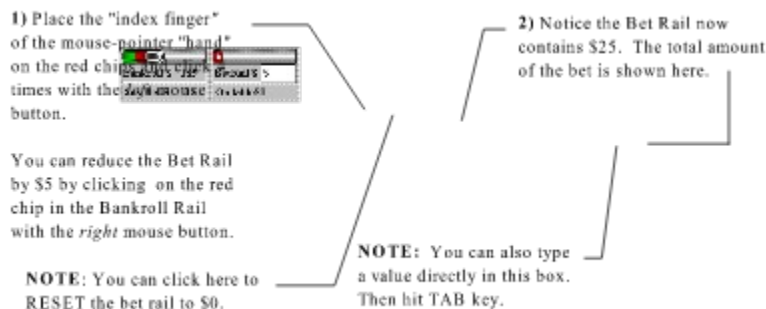 1) Place the "index finger"
of the mouse-pointer "hand"
on the red chips and click
times with the left mouse
button.
You can reduce the Bet Rail
by $5 by clicking on the red
chip in the Bankroll Rail
with the right mouse button.
NOTE: You can click here to
RESET the bet rail to $0.
2) Notice the Bet Rail now
contains $25. The total amount
of the bet is shown here.
NOTE: You can also type
a value directly in this box.
Then hit TAB key.